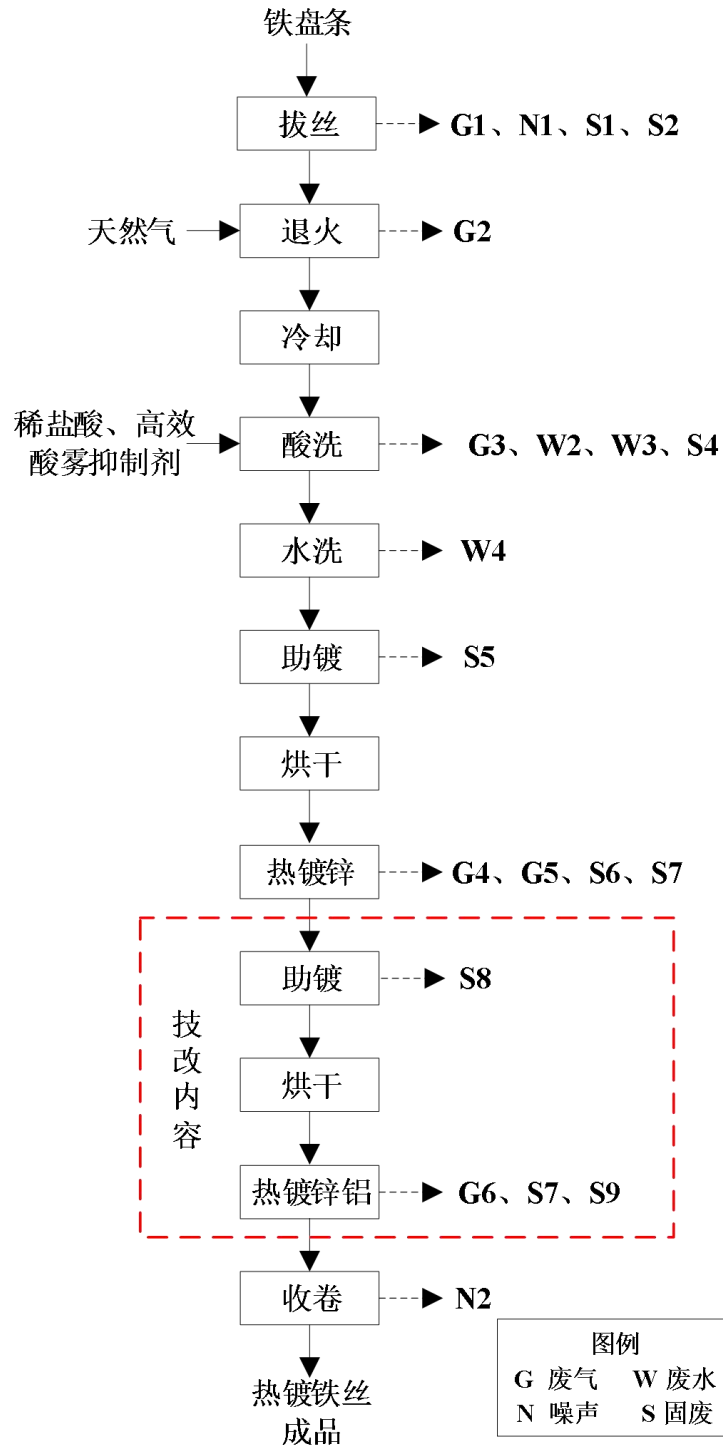 铁盘条
拔丝
G1、N1、S1、S2
天然气
退火
G2
冷却
稀盐酸、高效
酸雾抑制剂
酸洗
G3、W2、W3、S4
水洗
W4
助镀
S5
烘干
热镀锌
G4、G5、S6、S7
技改内容
助镀
S8
烘干
热镀锌铝
G6、S7、S9
收卷
N2
热镀铁丝
成品
图例
G 废气 W 废水
N 噪声 S 固废